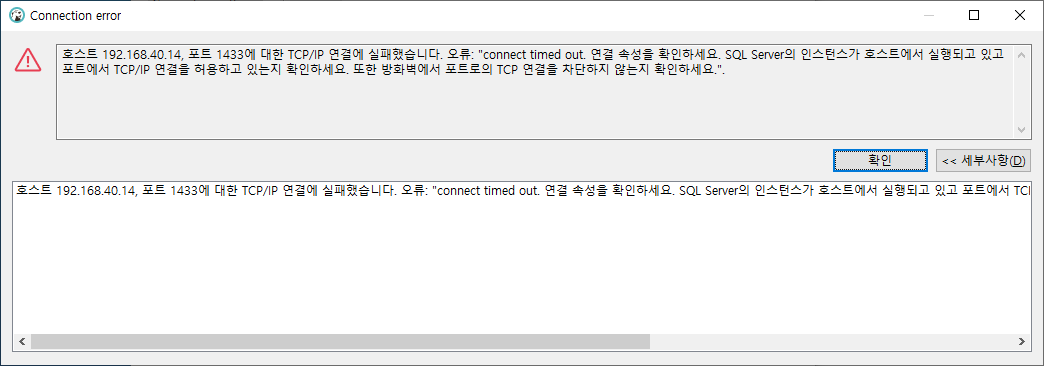 Connection error
호스트 192.168.40.14, 포트 1433에 대한 TCP/IP 연결에 실패했습니다. 오류: "connect timed out. 연결 속성을 확인하세요. SQL Server의 인스턴스가 호스트에서 실행되고 있고
포트에서 TCP/IP 연결을 허용하고 있는지 확인하세요. 또한 방화벽에서 포트로의 TCP 연결을 차단하지 않는지 확인하세요.".
확인
<< 세부사항(D)
호스트 192.168.40.14, 포트 1433에 대한 TCP/IP 연결에 실패했습니다. 오류: "connect timed out. 연결 속성을 확인하세요. SQL Server의 인스턴스가 호스트에서 실행되고 있고 포트에서